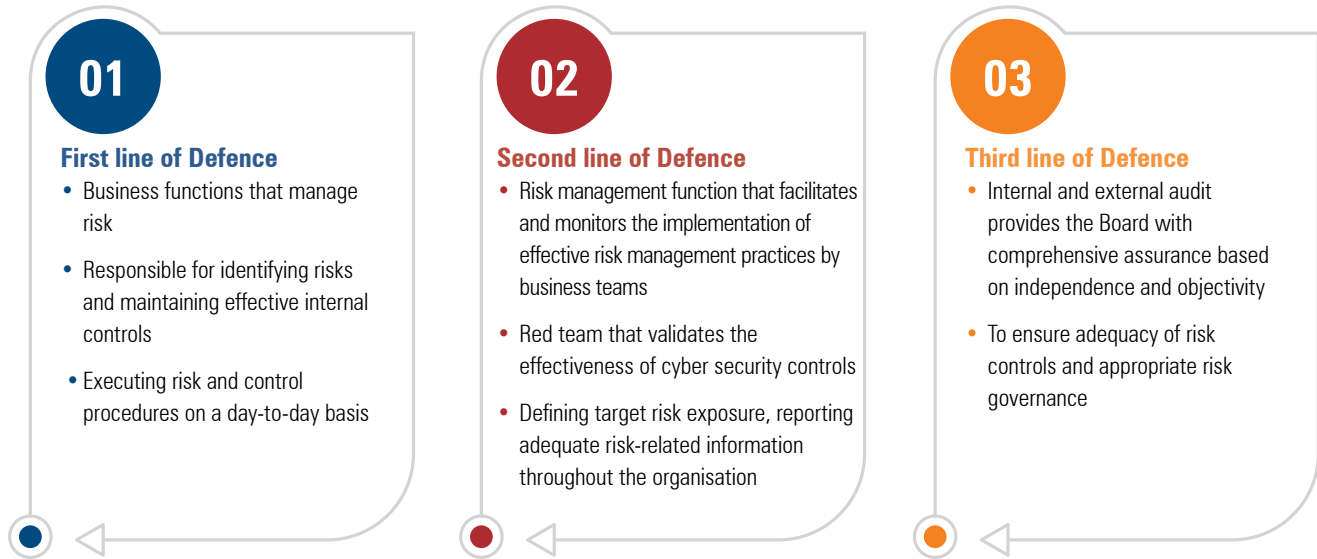 01
First line of Defence
• Business functions that manage
risk
• Responsible for identifying risks
and maintaining effective internal
controls
• Executing risk and control
procedures on a day-to-day basis
02
Second line of Defence
• Risk management function that facilitates
and monitors the implementation of
effective risk management practices by
business teams
• Red team that validates the
effectiveness of cyber security controls
• Defining target risk exposure, reporting
adequate risk-related information
throughout the organisation
03
Third line of Defence
• Internal and external audit
provides the Board with
comprehensive assurance based
on independence and objectivity
• To ensure adequacy of risk
controls and appropriate risk
governance